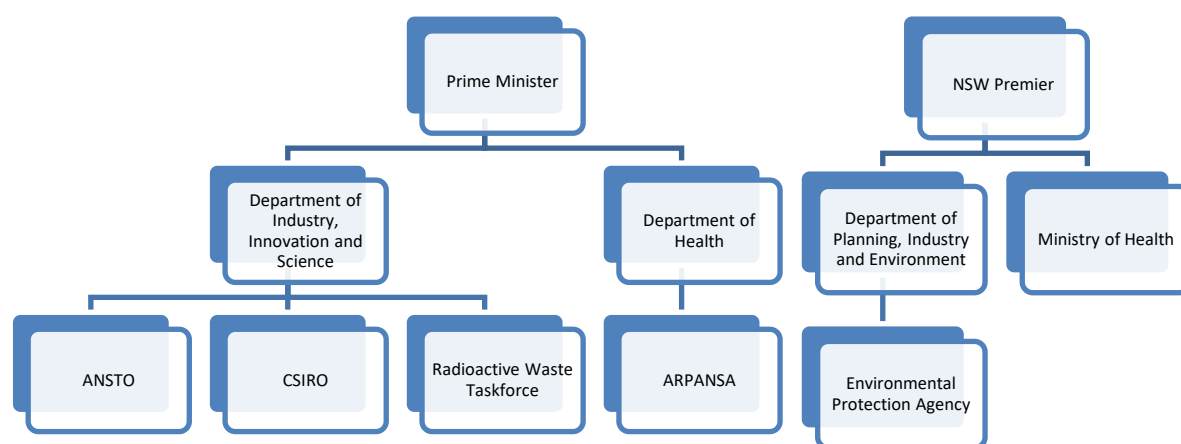 Prime Minister
NSW Premier
Department of
Industry,
Innovation and
Science
Department of
Health
Department of
Planning, Industry
and Environment
Ministry of Health
ANSTO
CSIRO
Radioactive Waste
Taskforce
ARPANSA
Environmental
Protection Agency